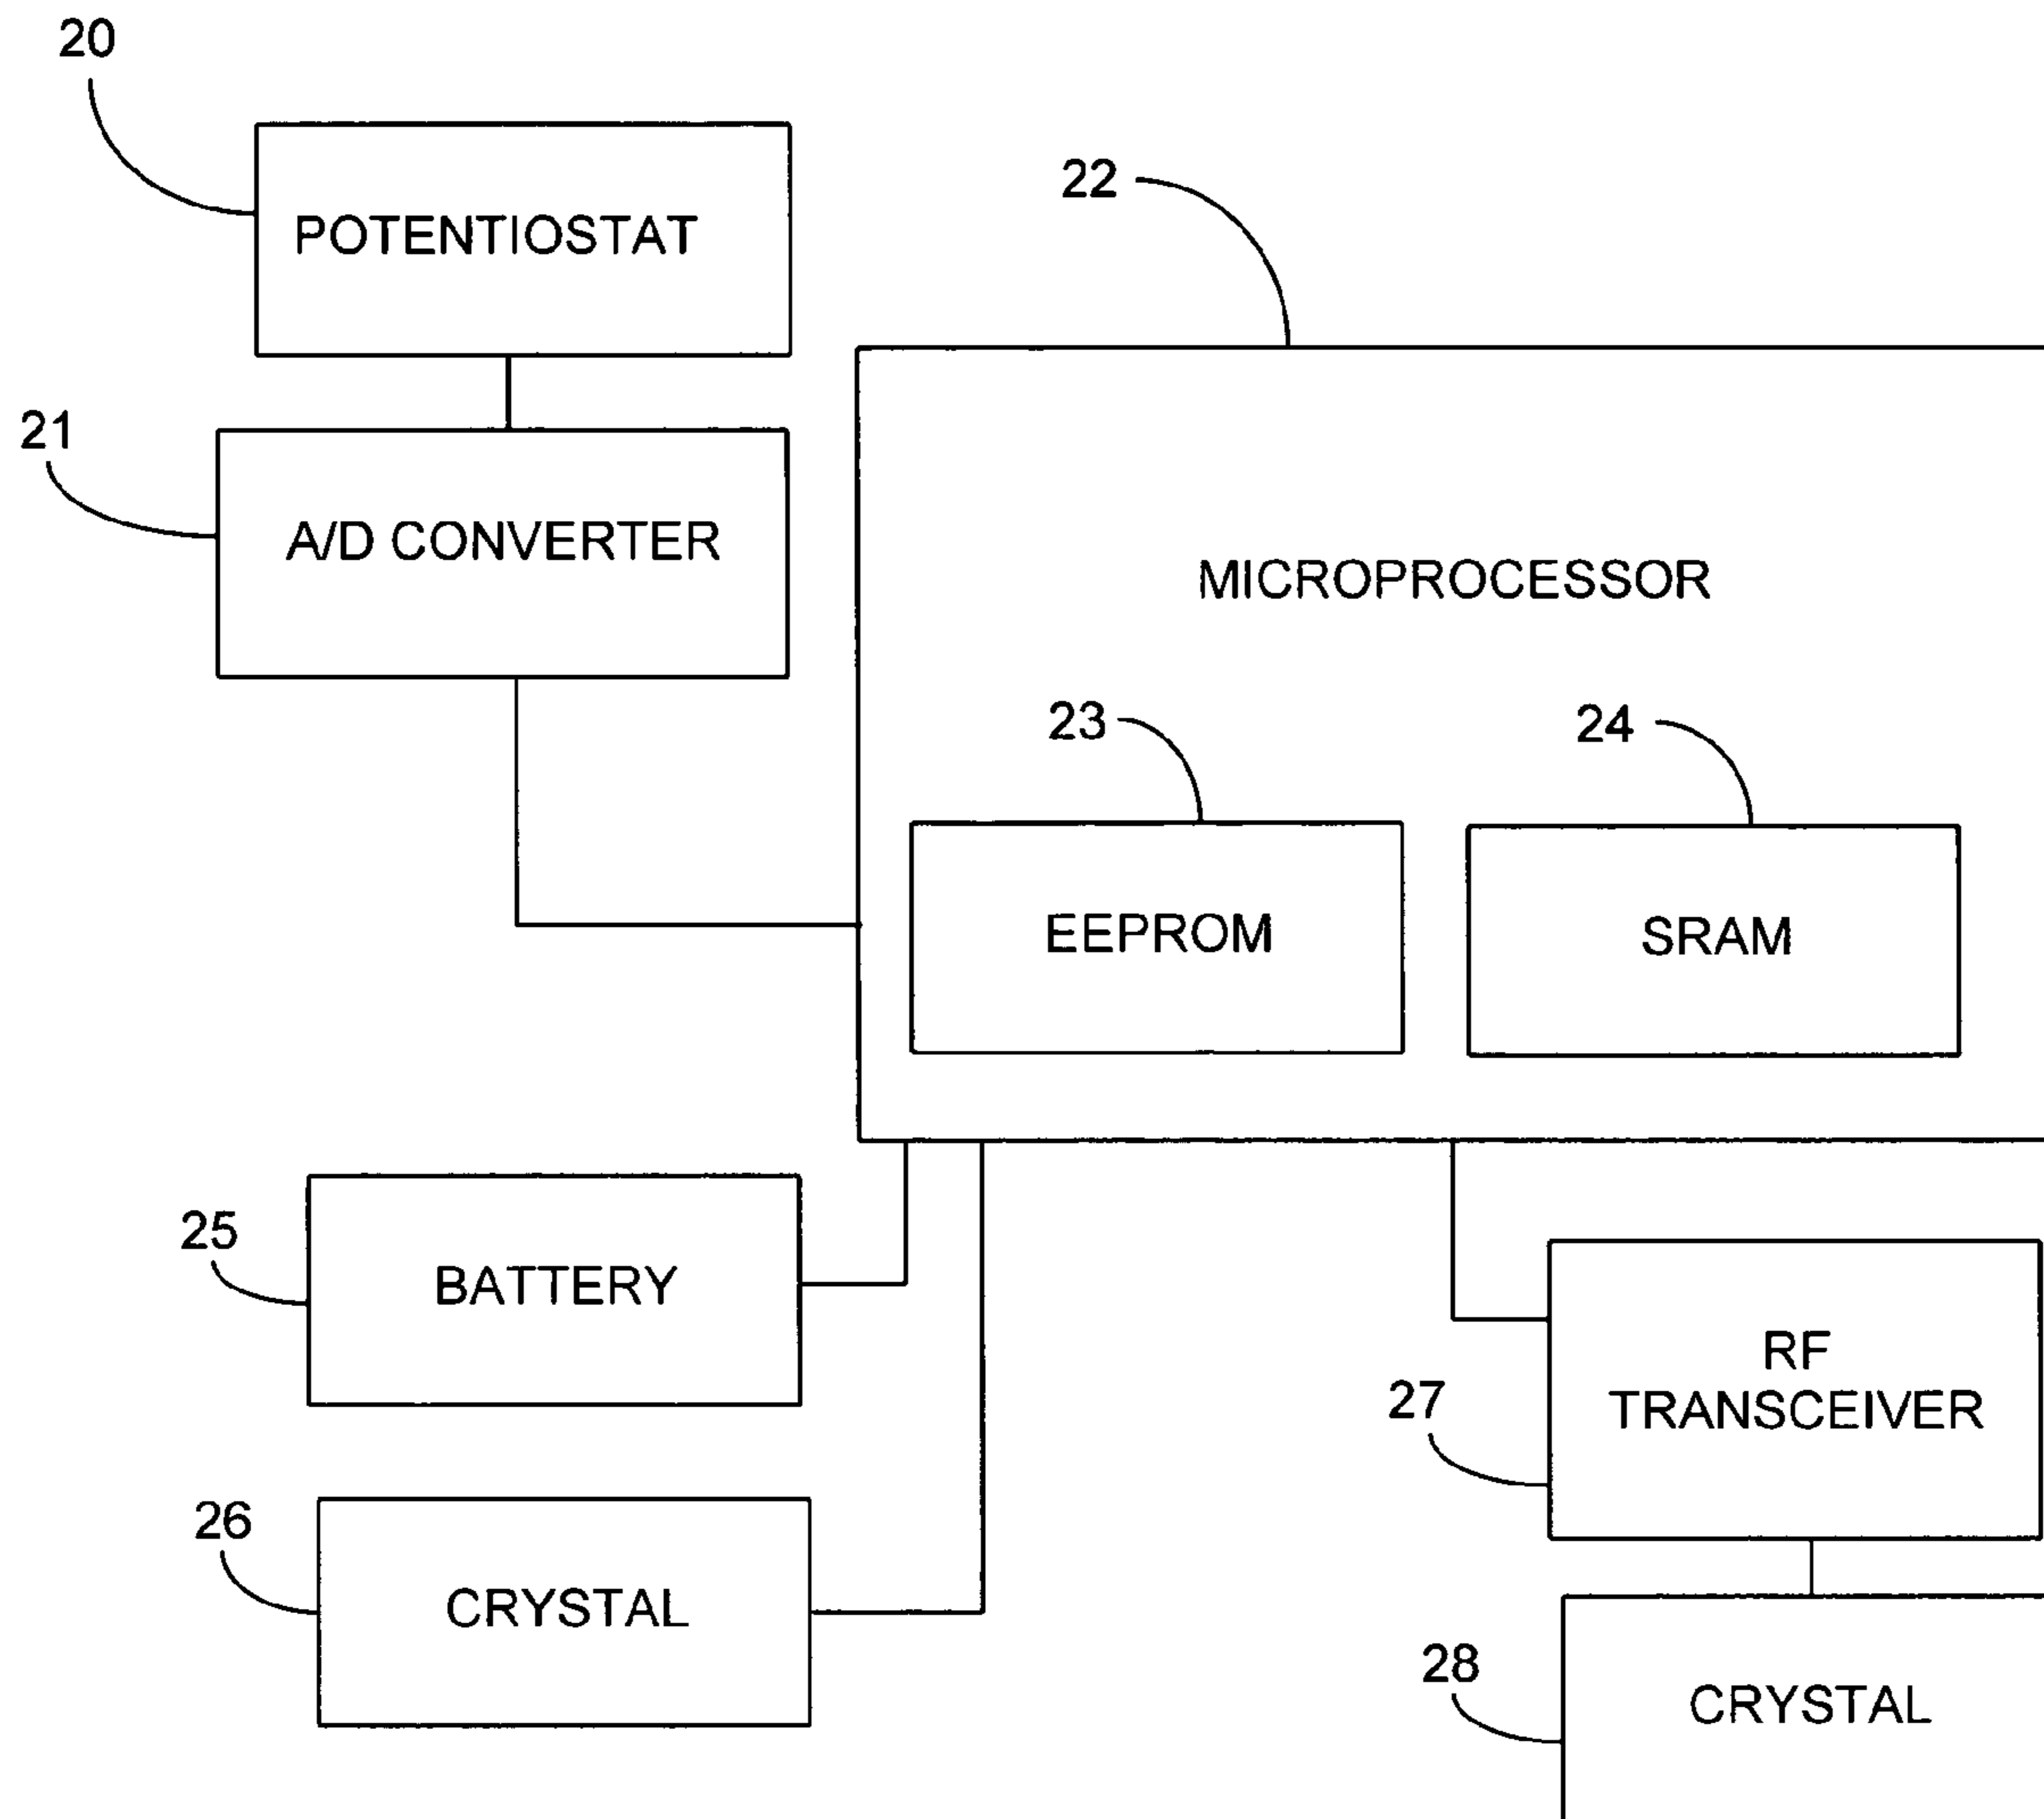 20
POTENTIOSTAT
22
21
A/D CONVERTER
MICROPROCESSOR
23
24
EEPROM
SRAM
25
BATTERY
RF
TRANSCEIVER
27
26
CRYSTAL
28
CRYSTAL